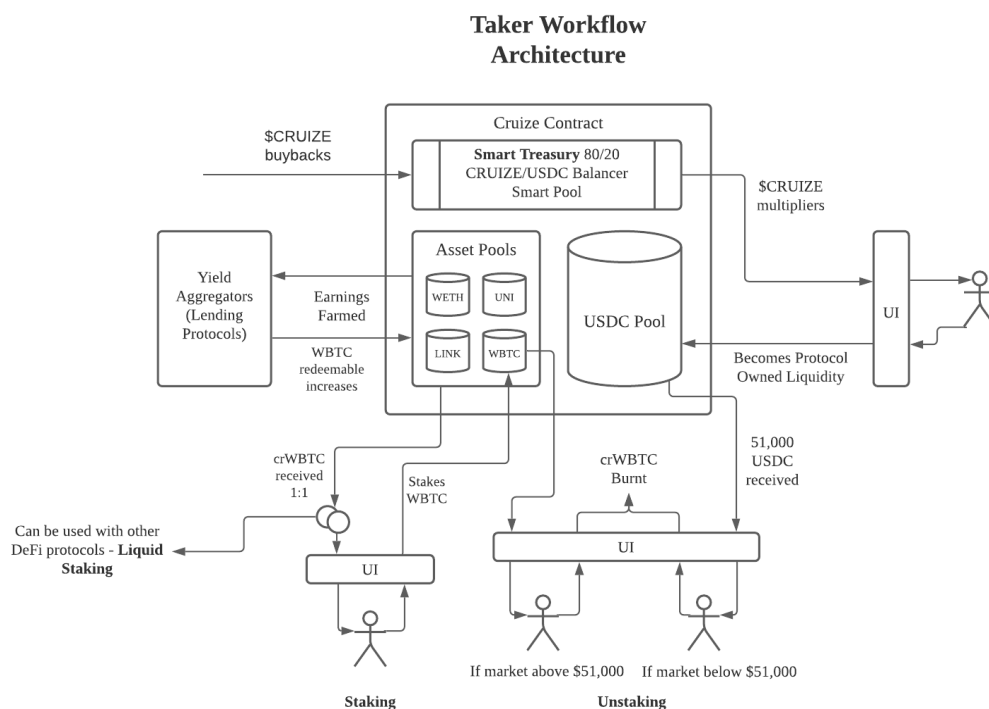 Taker Workflow
Architecture
Cruize Contract
$CRUIZE
buybacks
Smart Treasury 80/20
CRUIZE/USDC Balancer
Smart Pool
$CRUIZE
multipliers
Yield
Aggregators
(Lending
Protocols)
Earnings
Farmed
WBTC
redeemable
increases
Asset Pools
WETH
UNI
LINK
WBTC
USDC Pool
UI
Becomes Protocol
Owned Liquidity
crWBTC
received
1:1
Stakes
WBTC
crWBTC
Burnt
51,000
USDC
received
Can be used with other
DeFi protocols - Liquid
Staking
UI
UI
If market above $51,000
If market below $51,000
Staking
Unstaking